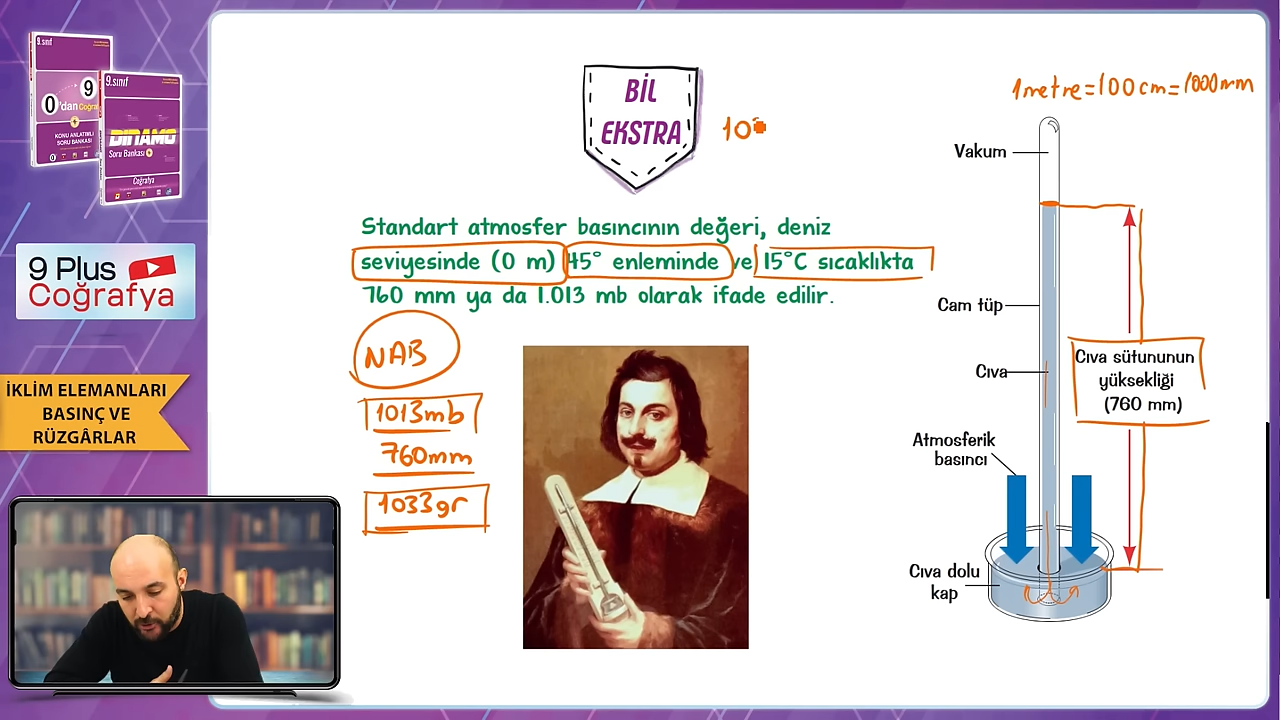 9.sınıf
0'dan 9
Coğrafya
KONU ANLATIMLI
SORU BANKASI
9.sınıf
DİNAMO
Soru Bankası
Coğrafya
9 Plus
Coğrafya
İKLİM ELEMANLARI
BASINÇ VE
RÜZGÂRLAR
BİL
EKSTRA
10
Standart atmosfer basıncının değeri, deniz
seviyesinde (0 m) 45° enleminde ve 15°C sıcaklıkta
760 mm ya da 1.013 mb olarak ifade edilir.
NAB
1013mb
760mm
1033gr
1metre=100cm=1000mm
Vakum
Cam tüp
Cıva
Cıva sütununun
yüksekliği
(760 mm)
Atmosferik
basıncı
Cıva dolu
kap